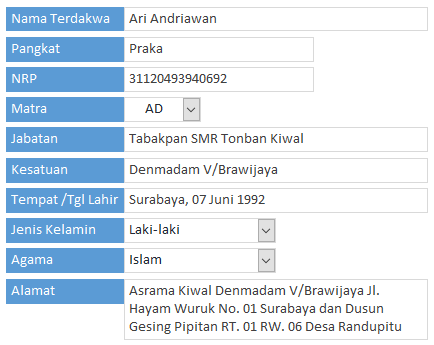 Nama Terdakwa Ari Andriawan
Pangkat Praka
NRP 31120493940692
Matra AD
Jabatan Tabakpan SMR Tonban Kiwal
Kesatuan Denmadam V/Brawijaya
Tempat /Tgl Lahir Surabaya, 07 Juni 1992
Jenis Kelamin Laki-laki
Agama Islam
Alamat Asrama Kiwal Denmadam V/Brawijaya Jl.
Hayam Wuruk No. 01 Surabaya dan Dusun
Gesing Pipitan RT. 01 RW. 06 Desa Randupitu